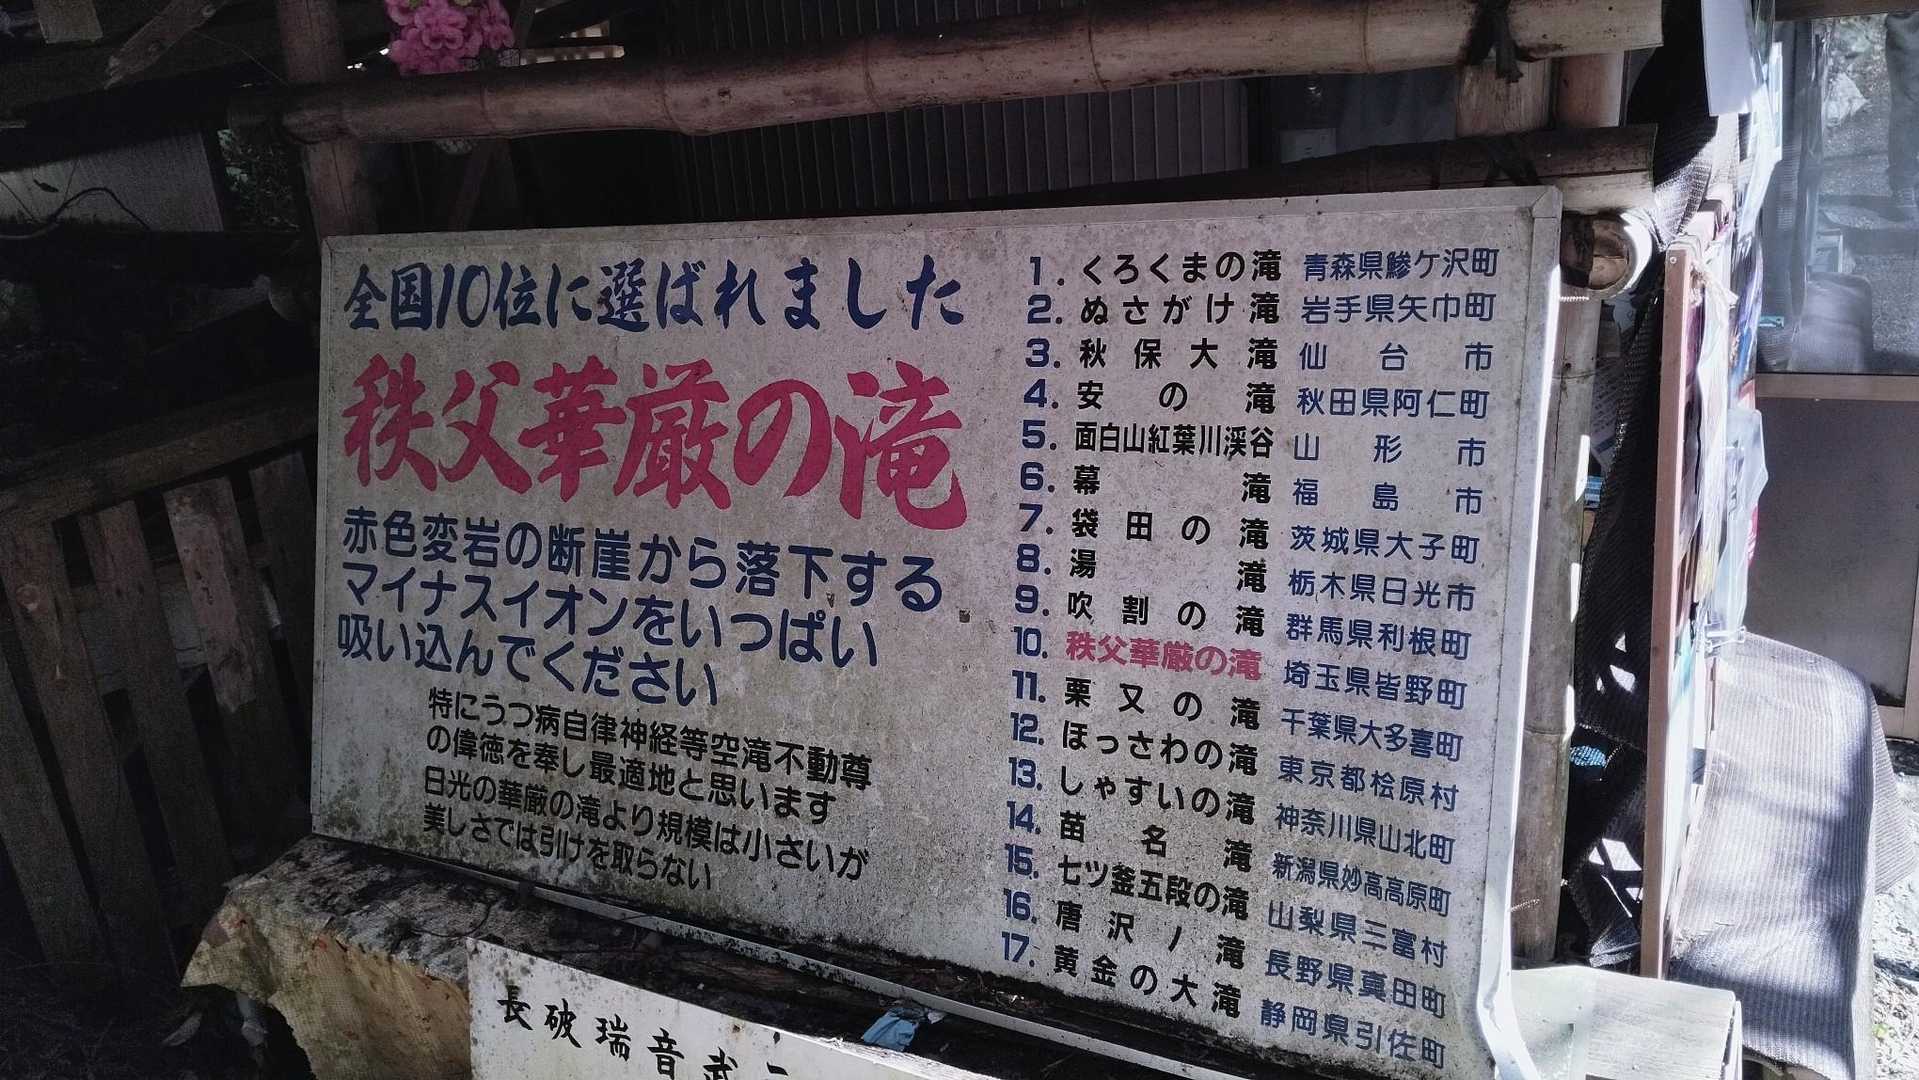 全国10位に選ばれました
秩父華厳の滝
赤色変岩の断崖から落下する
マイナスイオンをいっぱい
吸い込んでください
特にうつ病自律神経等空滝不動尊
の偉徳を奉し最適地と思います
日光の華厳の滝より規模は小さいが
美しさでは引けを取らない
1. くろくまの滝 青森県鰺ケ沢町
2. ぬさがけ滝 岩手県矢巾町
3. 秋保大滝 仙台市
4. 安の滝 秋田県阿仁町
5. 面白山紅葉川渓谷 山形市
6. 幕滝 福島市
7. 袋田の滝 茨城県大子町
8. 湯滝 栃木県日光市
9. 吹割の滝 群馬県利根町
10. 秩父華厳の滝 埼玉県皆野町
11. 栗又の滝 千葉県大多喜町
12. ほっさわの滝 東京都桧原村
13. しゃすいの滝 神奈川県山北町
14. 苗名滝 新潟県妙高高原町
15. 七ツ釜五段の滝 山梨県三富村
16. 唐沢ノ滝 長野県真田町
17. 黄金の大滝 静岡県引佐町
長破瑞音武